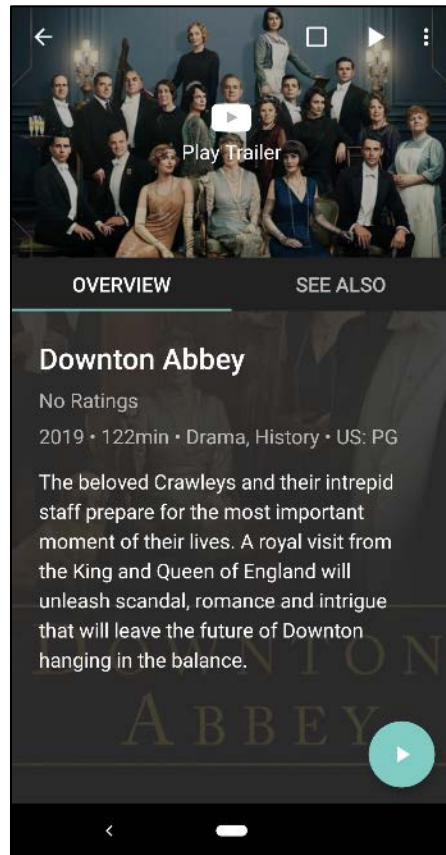 Play Trailer
OVERVIEW
SEE ALSO
Downton Abbey
No Ratings
2019 • 122min • Drama, History • US: PG
The beloved Crawleys and their intrepid
staff prepare for the most important
moment of their lives. A royal visit from
the King and Queen of England will
unleash scandal, romance and intrigue
that will leave the future of Downton
hanging in the balance.
DOWNTON
ABBEY